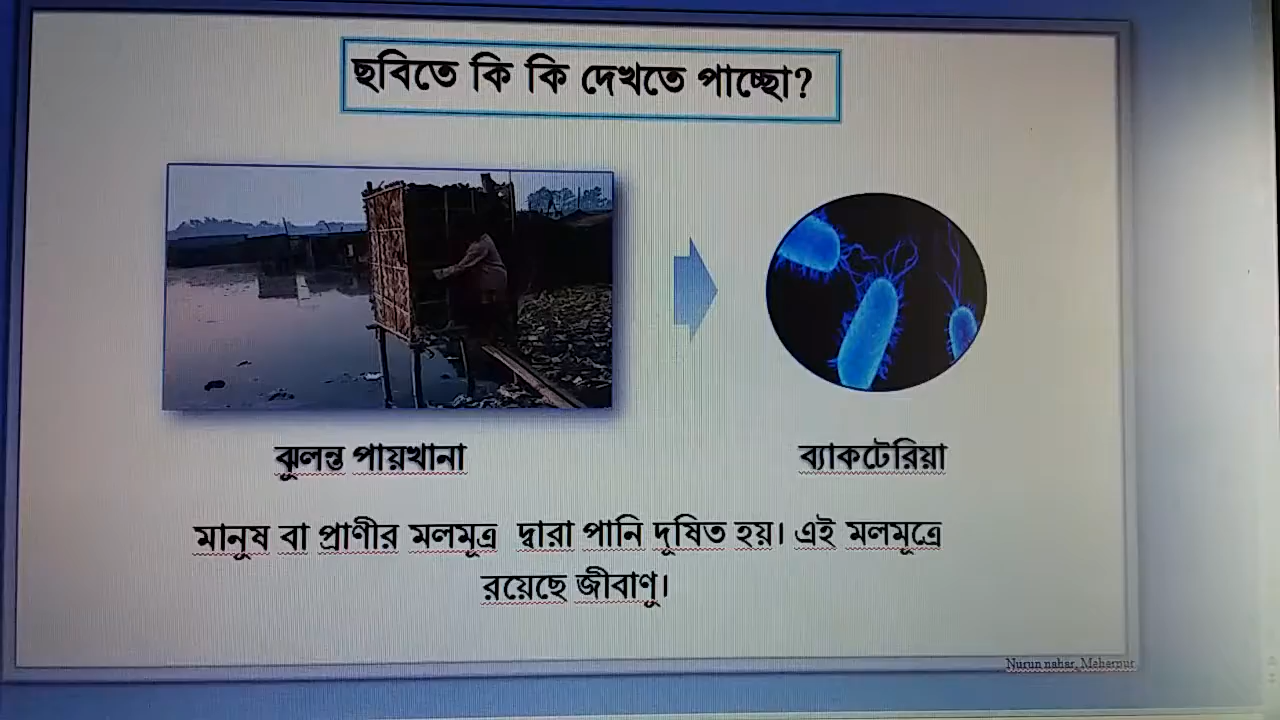 ছবিতে কি কি দেখতে পাচ্ছো?
ঝুলন্ত পায়খানা
ব্যাকটেরিয়া
মানুষ বা প্রাণীর মলমূত্র দ্বারা পানি দূষিত হয়। এই মলমূত্রে
রয়েছে জীবাণু।
Nurun nahar, Meherpur